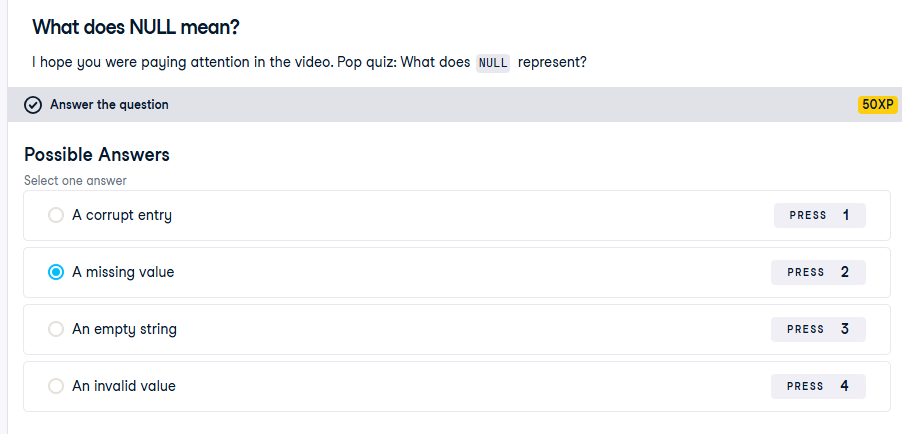 What does NULL mean?
I hope you were paying attention in the video. Pop quiz: What does NULL represent?
Answer the question 50XP
Possible Answers
Select one answer
A corrupt entry PRESS 1
A missing value PRESS 2
An empty string PRESS 3
An invalid value PRESS 4